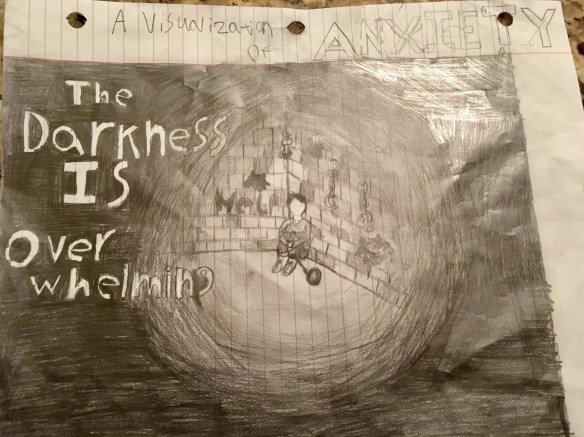 A Visualization
OF
ANXIETY
The
Darkness
IS
Over
whelming